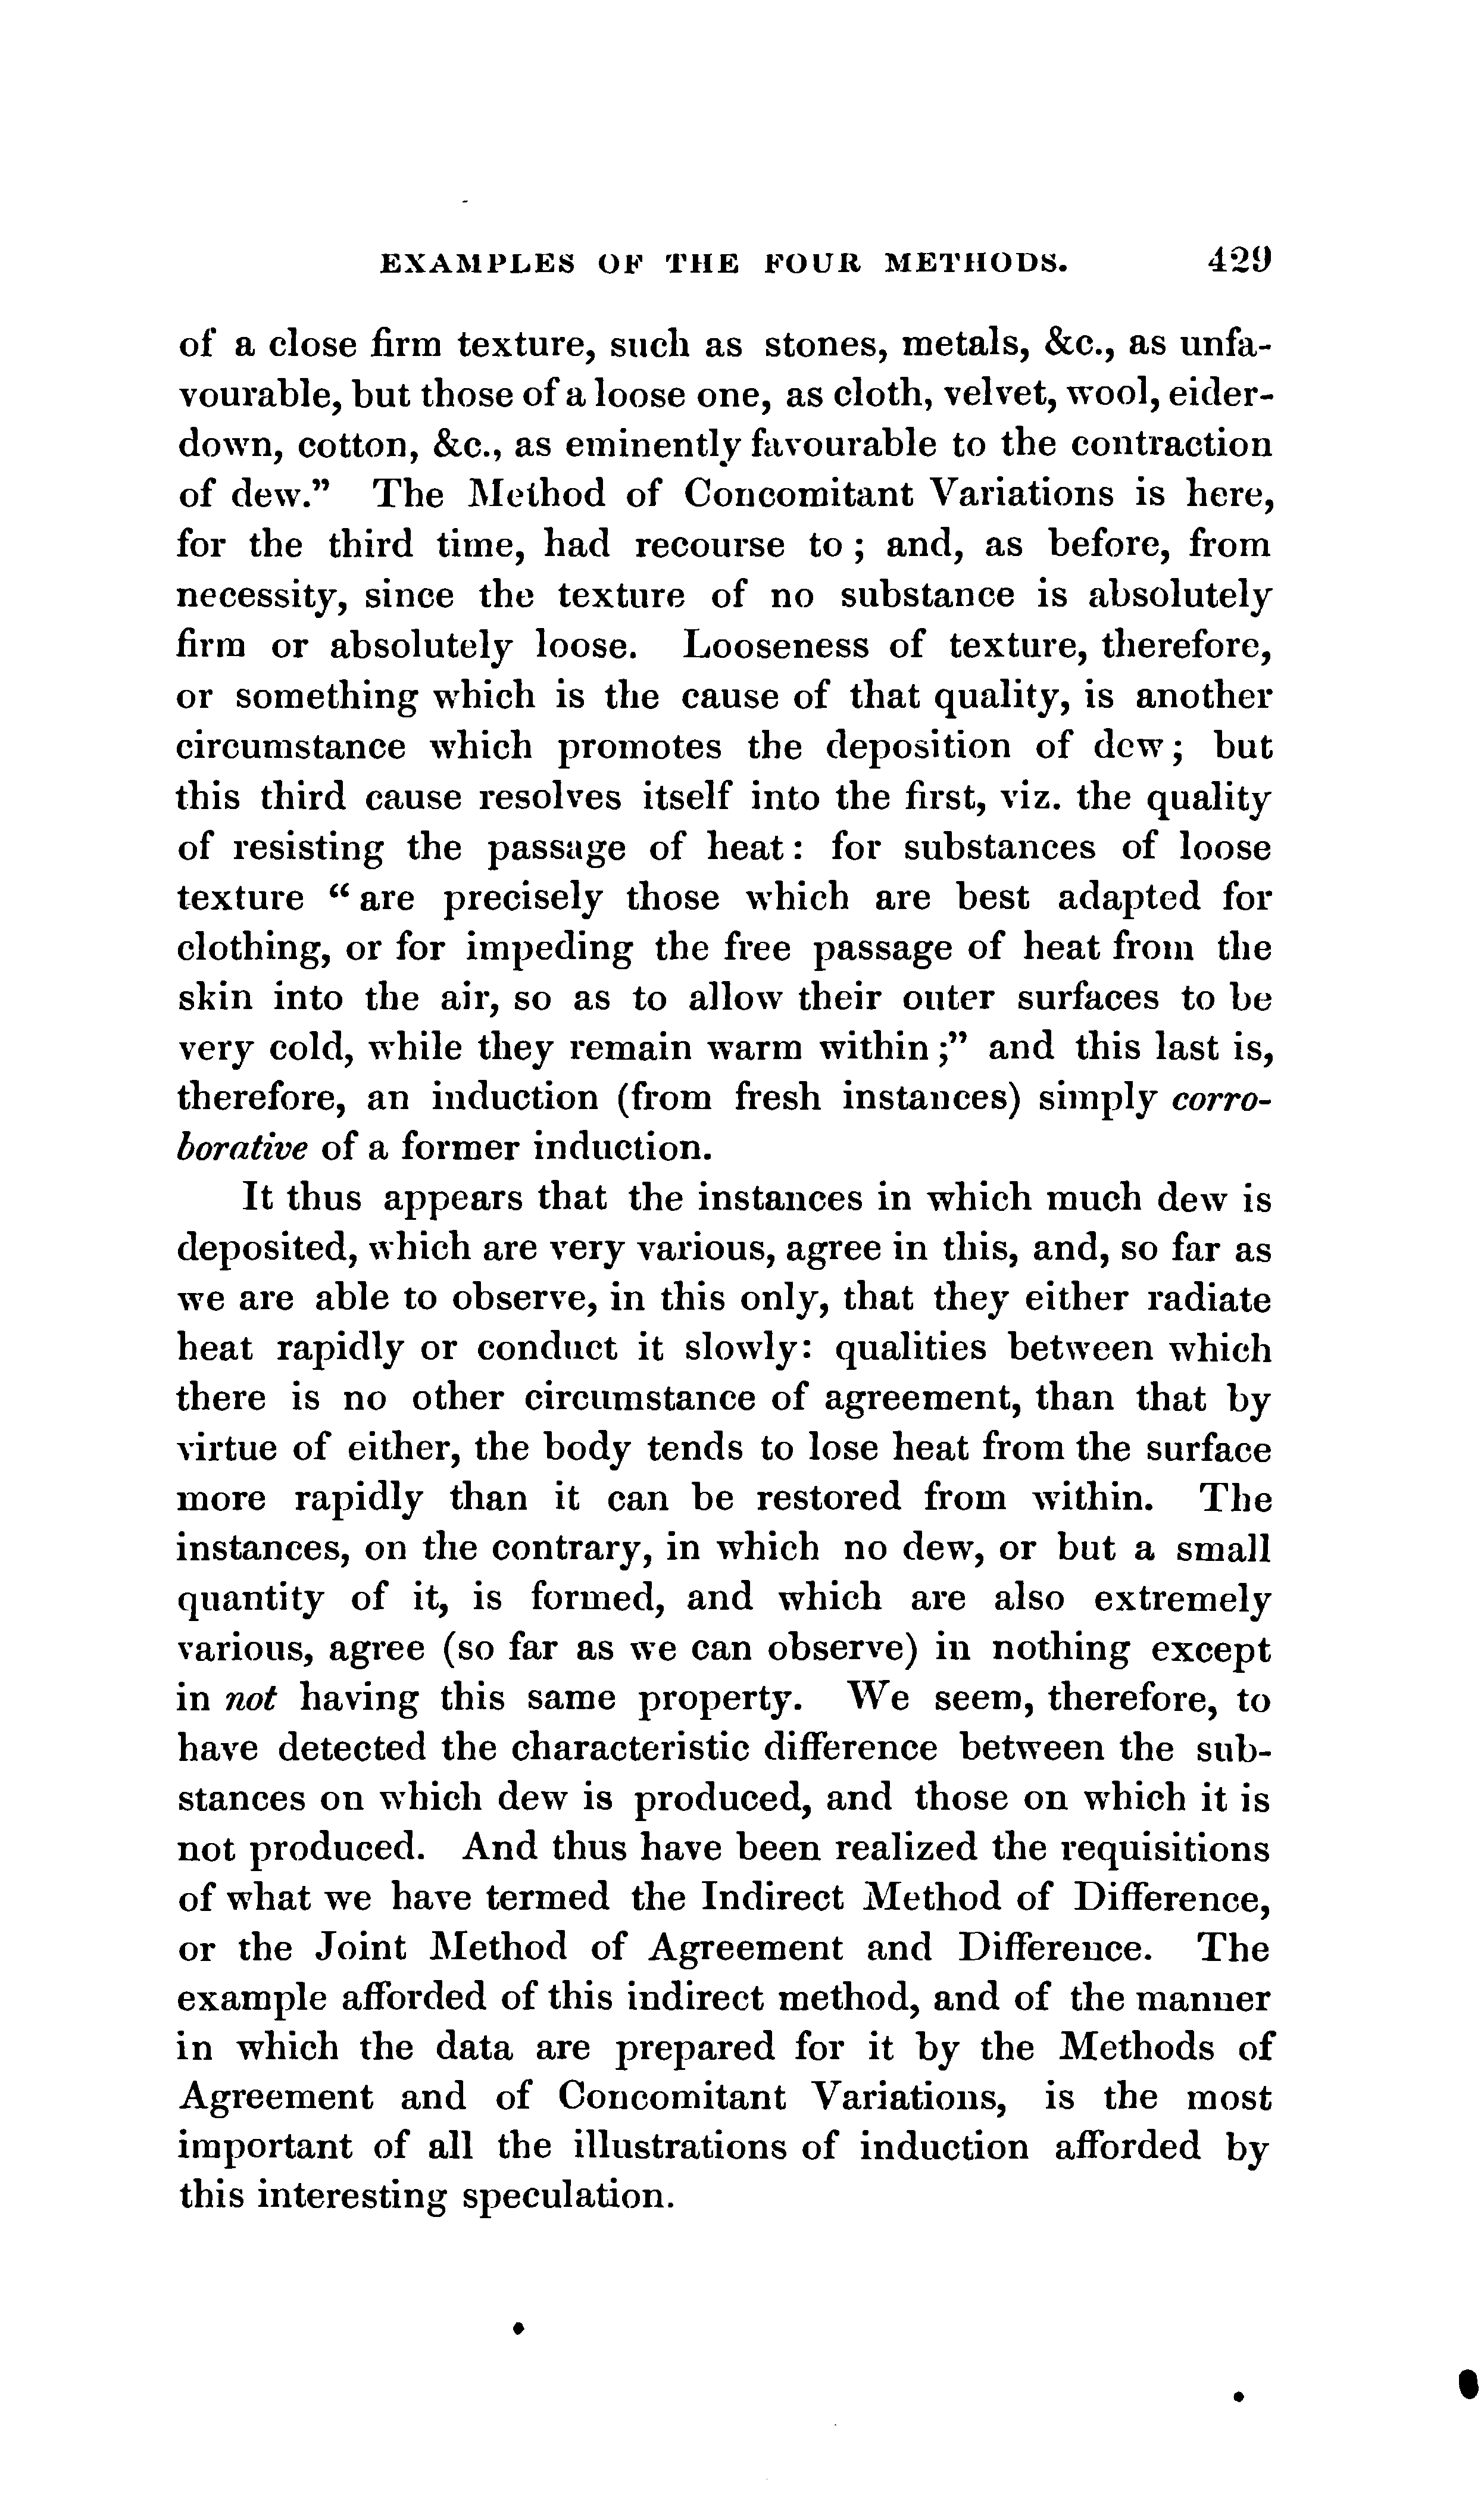 EXAMPLES OF THE FOUR METHODS. 429
of a close firm texture, such as stones, metals, &c., as unfa-
vourable, but those of a loose one, as cloth, velvet, wool, eider-
down, cotton, &c., as eminently favourable to the contraction
of dew.” The Method of Concomitant Variations is here,
for the third time, had recourse to ; and, as before, from
necessity, since the texture of no substance is absolutely
firm or absolutely loose. Looseness of texture, therefore,
or something which is the cause of that quality, is another
circumstance which promotes the deposition of dew ; but
this third cause resolves itself into the first, viz. the quality
of resisting the passage of heat : for substances of loose
texture “ are precisely those which are best adapted for
clothing, or for impeding the free passage of heat from the
skin into the air, so as to allow their outer surfaces to be
very cold, while they remain warm within ;” and this last is,
therefore, an induction (from fresh instances) simply corro-
borative of a former induction.
It thus appears that the instances in which much dew is
deposited, which are very various, agree in this, and, so far as
we are able to observe, in this only, that they either radiate
heat rapidly or conduct it slowly: qualities between which
there is no other circumstance of agreement, than that by
virtue of either, the body tends to lose heat from the surface
more rapidly than it can be restored from within. The
instances, on the contrary, in which no dew, or but a small
quantity of it, is formed, and which are also extremely
various, agree (so far as we can observe) in nothing except
in not having this same property. We seem, therefore, to
have detected the characteristic difference between the sub-
stances on which dew is produced, and those on which it is
not produced. And thus have been realized the requisitions
of what we have termed the Indirect Method of Difference,
or the Joint Method of Agreement and Difference. The
example afforded of this indirect method, and of the manner
in which the data are prepared for it by the Methods of
Agreement and of Concomitant Variations, is the most
important of all the illustrations of induction afforded by
this interesting speculation.